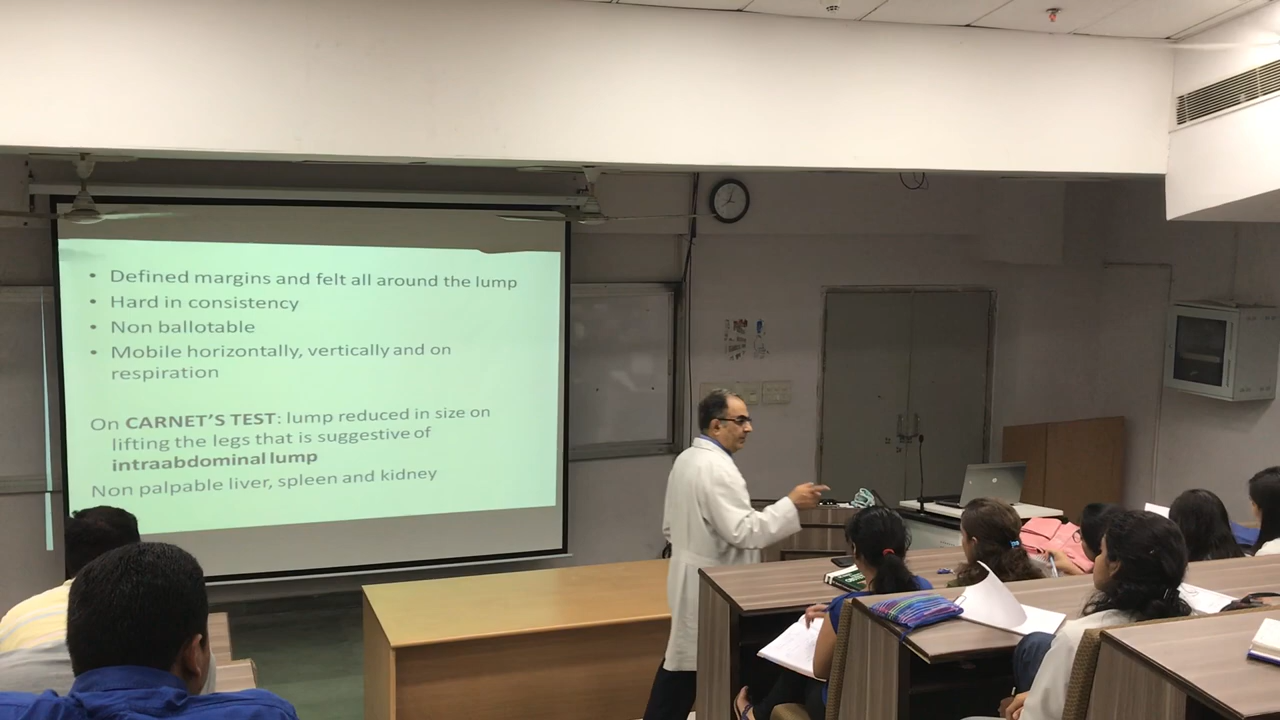 • Defined margins and felt all around the lump
• Hard in consistency
• Non ballotable
• Mobile horizontally, vertically and on
respiration
On CARNET'S TEST: lump reduced in size on
lifting the legs that is suggestive of
intraabdominal lump
Non palpable liver, spleen and kidney